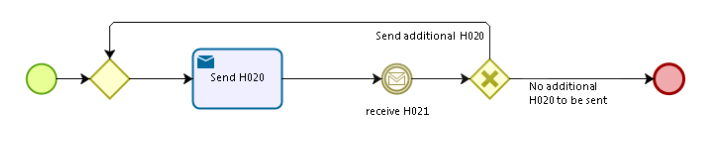 Send additional H020
Send H020
receive H021
No additional
H020 to be sent